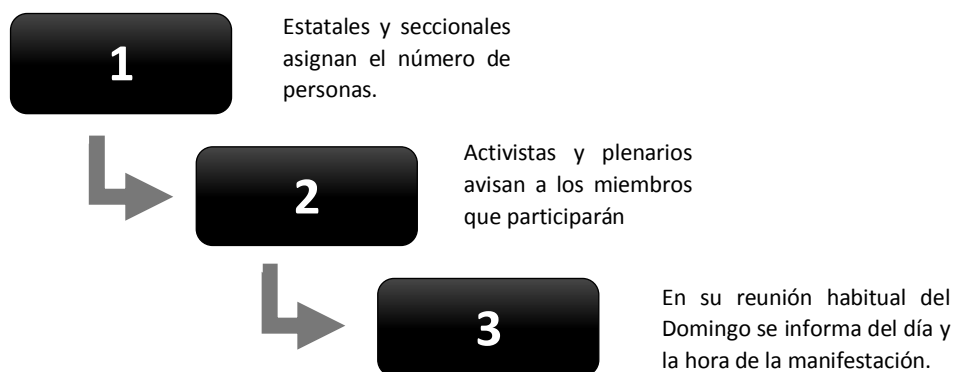 1
Estatales y seccionales
asignan el número de
personas.
2
Activistas y plenarios
avisan a los miembros
que participarán
3
En su reunión habitual del
Domingo se informa del día y
la hora de la manifestación.